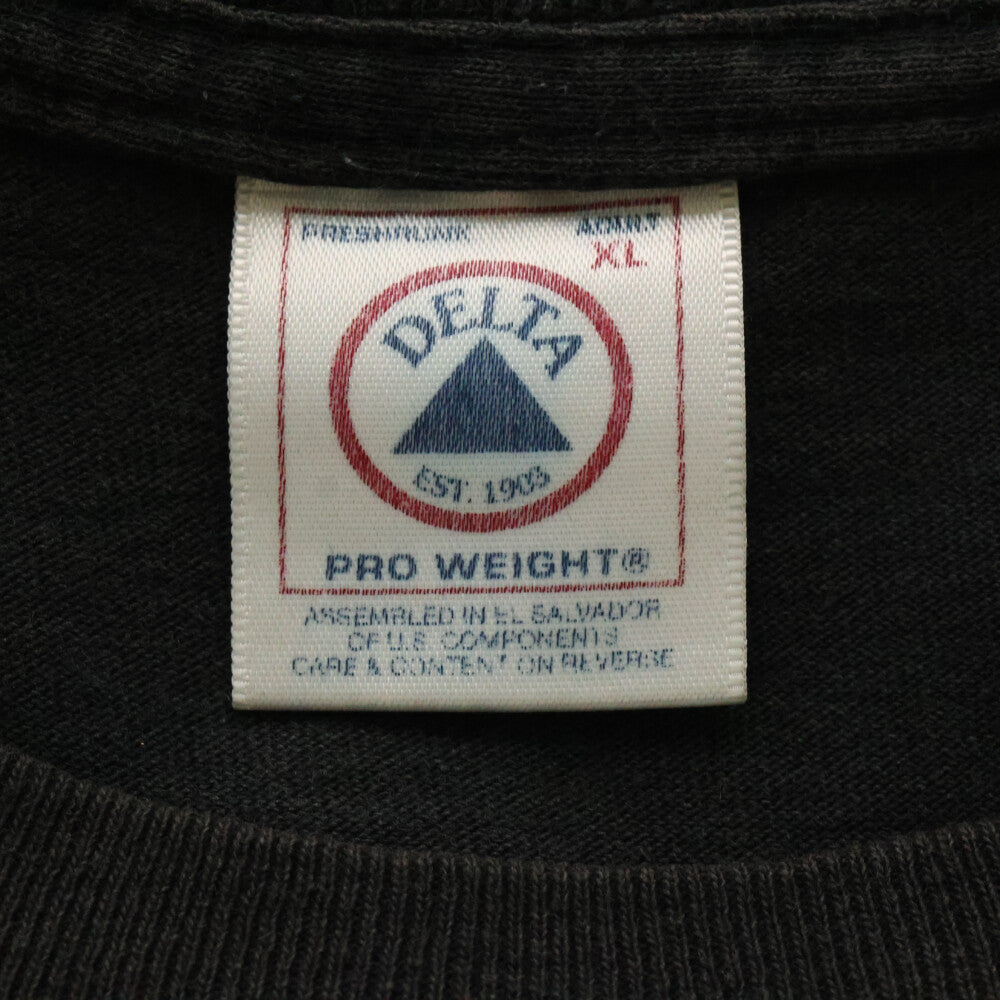 PRESHRUNK ADULT
XL
DELTA
EST. 1903
PRO WEIGHT®
ASSEMBLED IN EL SALVADOR
OF U.S. COMPONENTS
CARE & CONTENT ON REVERSE